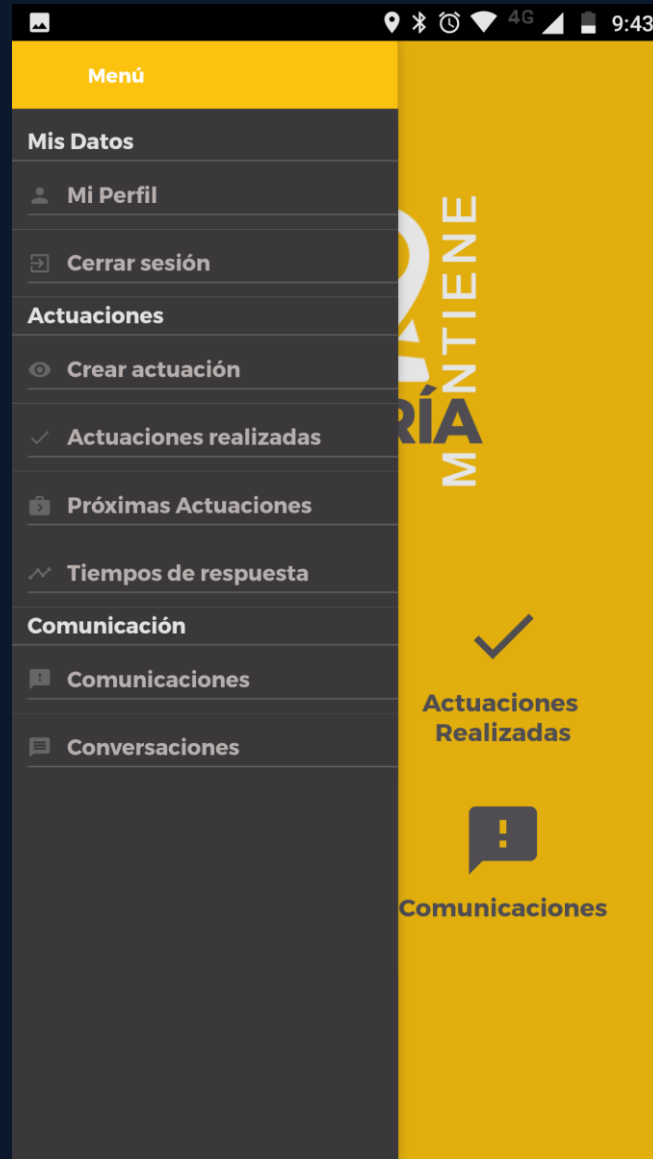 4G 9:43
Menú
Mis Datos
Mi Perfil
Cerrar sesión
Actuaciones
Crear actuación
Actuaciones realizadas
Próximas Actuaciones
Tiempos de respuesta
Comunicación
Comunicaciones
Conversaciones
MANTIENE
RÍA
Actuaciones
Realizadas
Comunicaciones